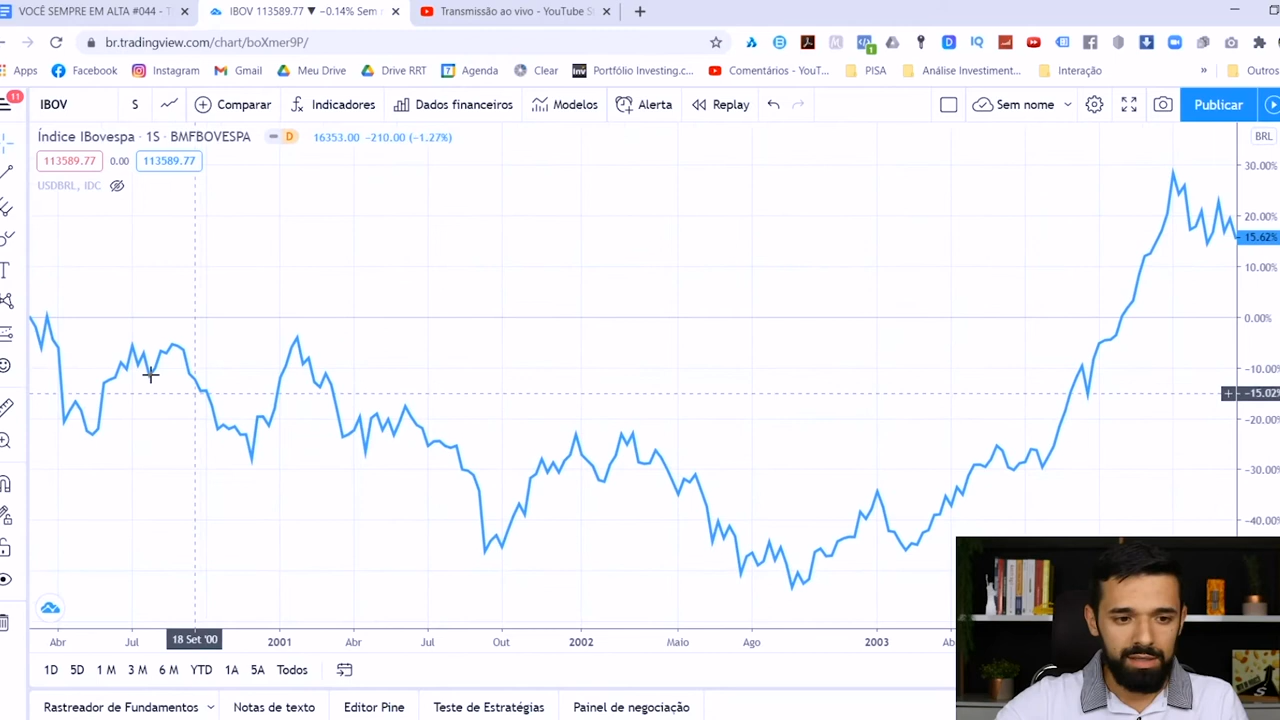 VOCÊ SEMPRE EM ALTA #044 - T
IBOV 113589.77 ▼ −0.14% Sem n
Transmissão ao vivo - YouTube S
br.tradingview.com/chart/boXmer9P/
Apps
Facebook
Instagram
Gmail
Meu Drive
Drive RRT
Agenda
Clear
Portfólio Investing.c...
Comentários - YouT...
PISA
Análise Investiment...
Interação
»
Outros
11
IBOV
S
Comparar
Indicadores
Dados financeiros
Modelos
Alerta
Replay
Sem nome
Publicar
Índice IBovespa · 1S · BMFBOVESPA
D
16353.00 −210.00 (−1.27%)
BRL
113589.77
0.00
113589.77
USDBRL, IDC
30.00%
20.00%
15.62%
10.00%
0.00%
−10.00%
−15.02%
−20.00%
−30.00%
−40.00%
Abr
Jul
18 Set '00
2001
Abr
Jul
Out
2002
Maio
Ago
2003
1D
5D
1 M
3 M
6 M
YTD
1A
5A
Todos
Rastreador de Fundamentos
Notas de texto
Editor Pine
Teste de Estratégias
Painel de negociação